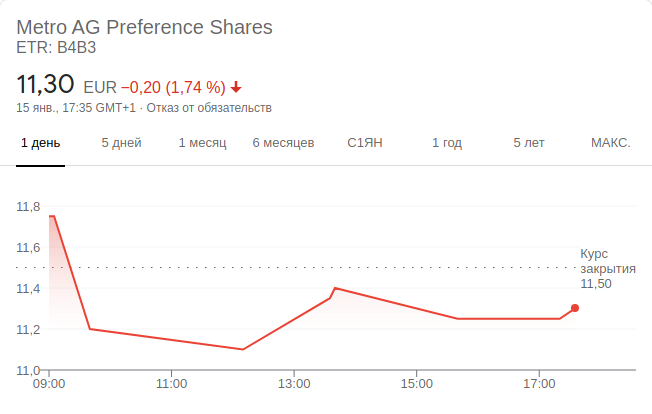 Metro AG Preference Shares
ETR: B4B3
11,30 EUR −0,20 (1,74 %)
15 янв., 17:35 GMT+1 · Отказ от обязательств
1 день 5 дней 1 месяц 6 месяцев С1ЯН 1 год 5 лет МАКС.
11,8
11,6
Курс
закрытия
11,50
11,4
11,2
11,0
09:00 11:00 13:00 15:00 17:00